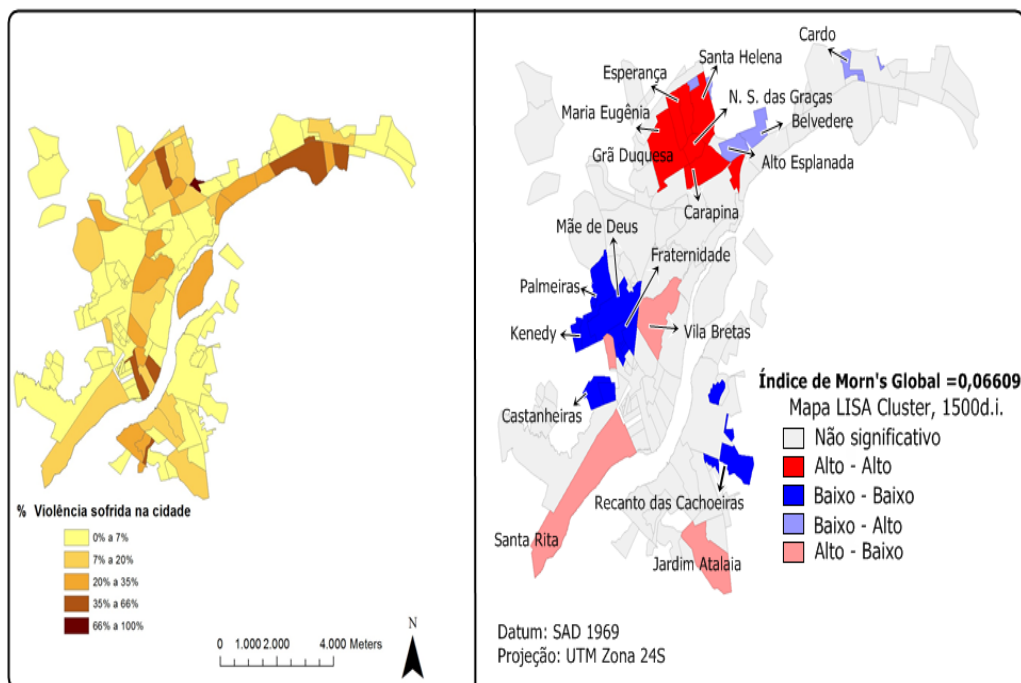 % Violência sofrida na cidade
0% a 7%
7% a 20%
20% a 35%
35% a 66%
66% a 100%
0 1.000 2.000 4.000 Meters
N
Cardo
Santa Helena
Esperança
N. S. das Graças
Maria Eugênia
Belvedere
Grã Duquesa
Alto Esplanada
Carapina
Mãe de Deus
Fraternidade
Palmeiras
Kenedy
Vila Bretas
Castanheiras
Recanto das Cachoeiras
Santa Rita
Jardim Atalaia
Índice de Morn's Global =0,06609
Mapa LISA Cluster, 1500d.i.
Não significativo
Alto - Alto
Baixo - Baixo
Baixo - Alto
Alto - Baixo
Datum: SAD 1969
Projeção: UTM Zona 24S